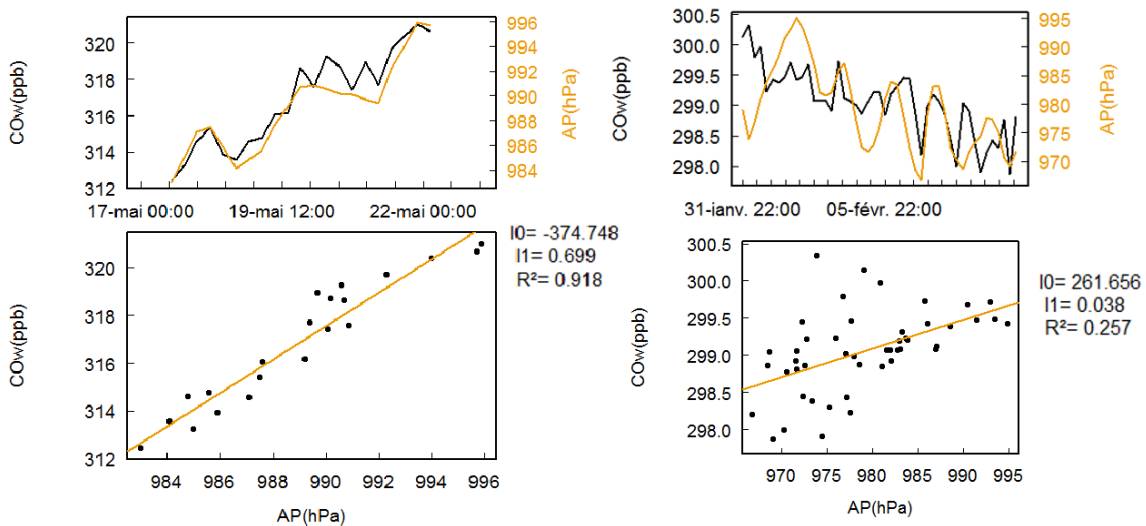 COw(ppb)
320
318
316
314
312
996
994
992
990
988
986
984
AP(hPa)
17-mai 00:00 19-mai 12:00 22-mai 00:00
COw(ppb)
300.5
300.0
299.5
299.0
298.5
298.0
995
990
985
980
975
970
AP(hPa)
31-ianv. 22:00 05-févr. 22:00
COw(ppb)
320
318
316
314
312
984 986 988 990 992 994 996
AP(hPa)
I0= -374.748
I1= 0.699
R²= 0.918
COw(ppb)
300.5
300.0
299.5
299.0
298.5
298.0
970 975 980 985 990 995
AP(hPa)
I0= 261.656
I1= 0.038
R²= 0.257